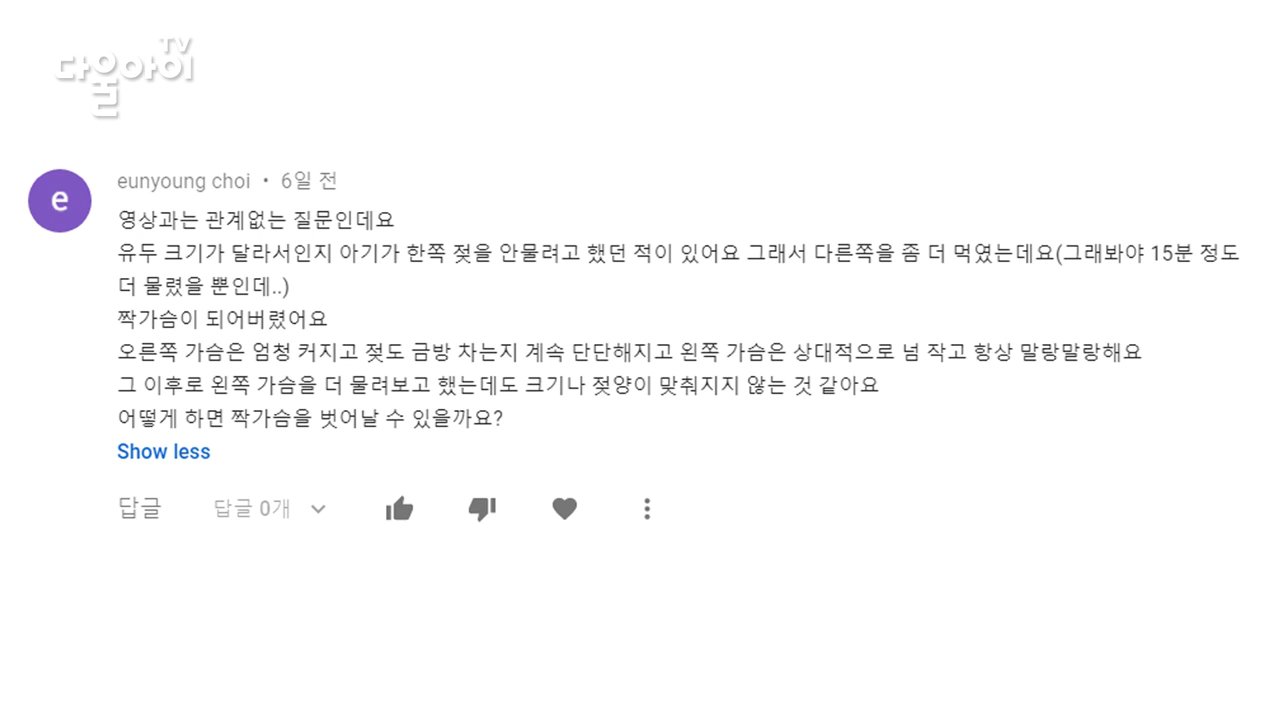 다울아이 TV
e
eunyoung choi • 6일 전
영상과는 관계없는 질문인데요
유두 크기가 달라서인지 아기가 한쪽 젖을 안물려고 했던 적이 있어요 그래서 다른쪽을 좀 더 먹였는데요(그래봐야 15분 정도
더 물렸을 뿐인데..)
짝가슴이 되어버렸어요
오른쪽 가슴은 엄청 커지고 젖도 금방 차는지 계속 단단해지고 왼쪽 가슴은 상대적으로 넘 작고 항상 말랑말랑해요
그 이후로 왼쪽 가슴을 더 물려보고 했는데도 크기나 젖양이 맞춰지지 않는 것 같아요
어떻게 하면 짝가슴을 벗어날 수 있을까요?
Show less
답글 답글 0개